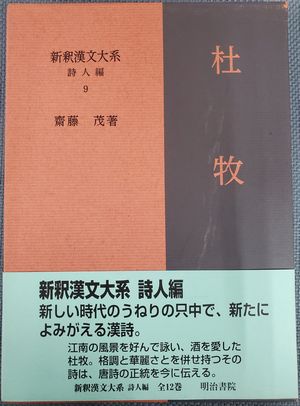 新釈漢文大系
詩人編
9
齋藤 茂著
杜牧
新釈漢文大系 詩人編
新しい時代のうねりの只中で、新たに
よみがえる漢詩。
江南の風景を好んで詠い、酒を愛した
杜牧。格調と華麗さとを併せ持つその
詩は、唐詩の正統を今に伝える。
新釈漢文大系 詩人編 全12巻 明治書院